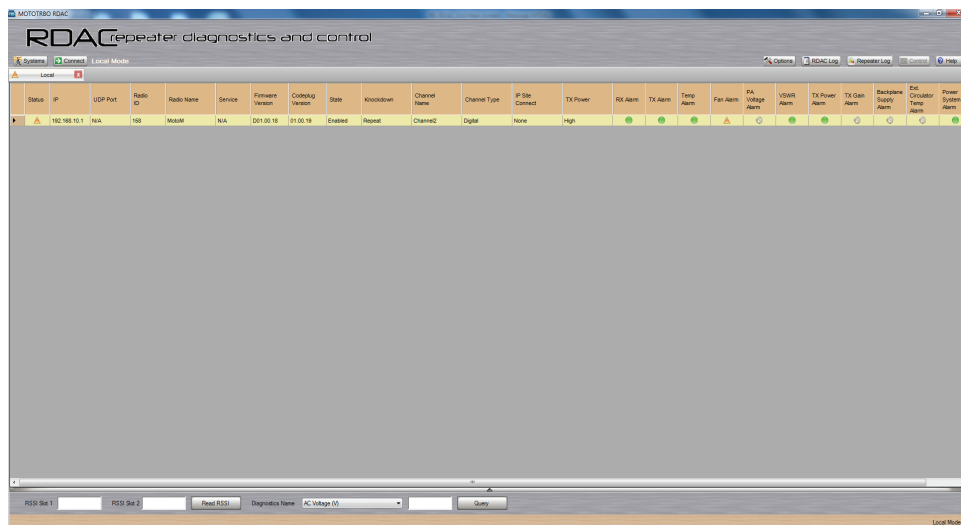 MOTOTRBO RDAC
RDAC repeater diagnostics and control
Systems Connect Local Mode Options RDAC Log Repeater Log Control Help
Local x
Status IP UDP Port Radio ID Radio Name Service Firmware Version Codeplug Version State Knockdown Channel Name Channel Type IP Site Connect TX Power RX Alarm TX Alarm Temp Alarm Fan Alarm PA Voltage Alarm VSWR Alarm TX Power Alarm TX Gain Alarm Backplane Supply Alarm Ext. Circulator Temp Alarm Power System Alarm
192.168.10.1 N/A 168 MotoM N/A D01.00.18 01.00.19 Enabled Repeat Channel2 Digital None High
RSSI Slot 1 RSSI Slot 2 Read RSSI Diagnostics Name AC Voltage (V) Query
Local Mode